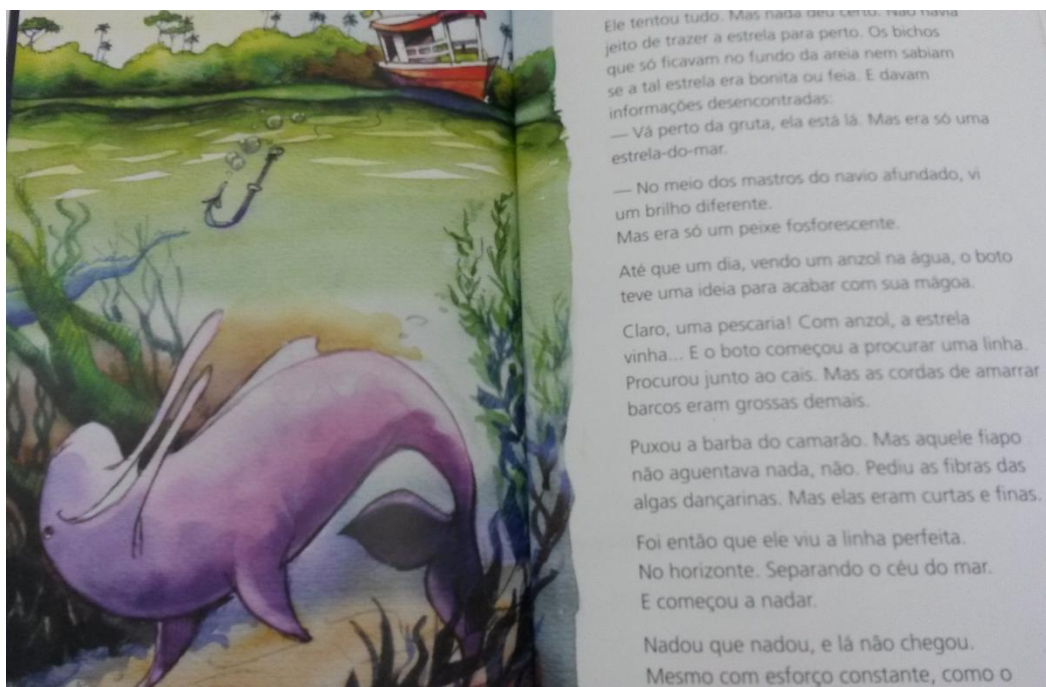 Ele tentou tudo. Mas nada deu certo. Não havia
jeito de trazer a estrela para perto. Os bichos
que só ficavam no fundo da areia nem sabiam
se a tal estrela era bonita ou feia. E davam
informações desencontradas:
— Vá perto da gruta, ela está lá. Mas era só uma
estrela-do-mar.
— No meio dos mastros do navio afundado, vi
um brilho diferente.
Mas era só um peixe fosforescente.
Até que um dia, vendo um anzol na água, o boto
teve uma ideia para acabar com sua mágoa.
Claro, uma pescaria! Com anzol, a estrela
vinha... E o boto começou a procurar uma linha.
Procurou junto ao cais. Mas as cordas de amarrar
barcos eram grossas demais.
Puxou a barba do camarão. Mas aquele fiapo
não aguentava nada, não. Pediu as fibras das
algas dançarinas. Mas elas eram curtas e finas.
Foi então que ele viu a linha perfeita.
No horizonte. Separando o céu do mar.
E começou a nadar.
Nadou que nadou, e lá não chegou.
Mesmo com esforço constante, como o